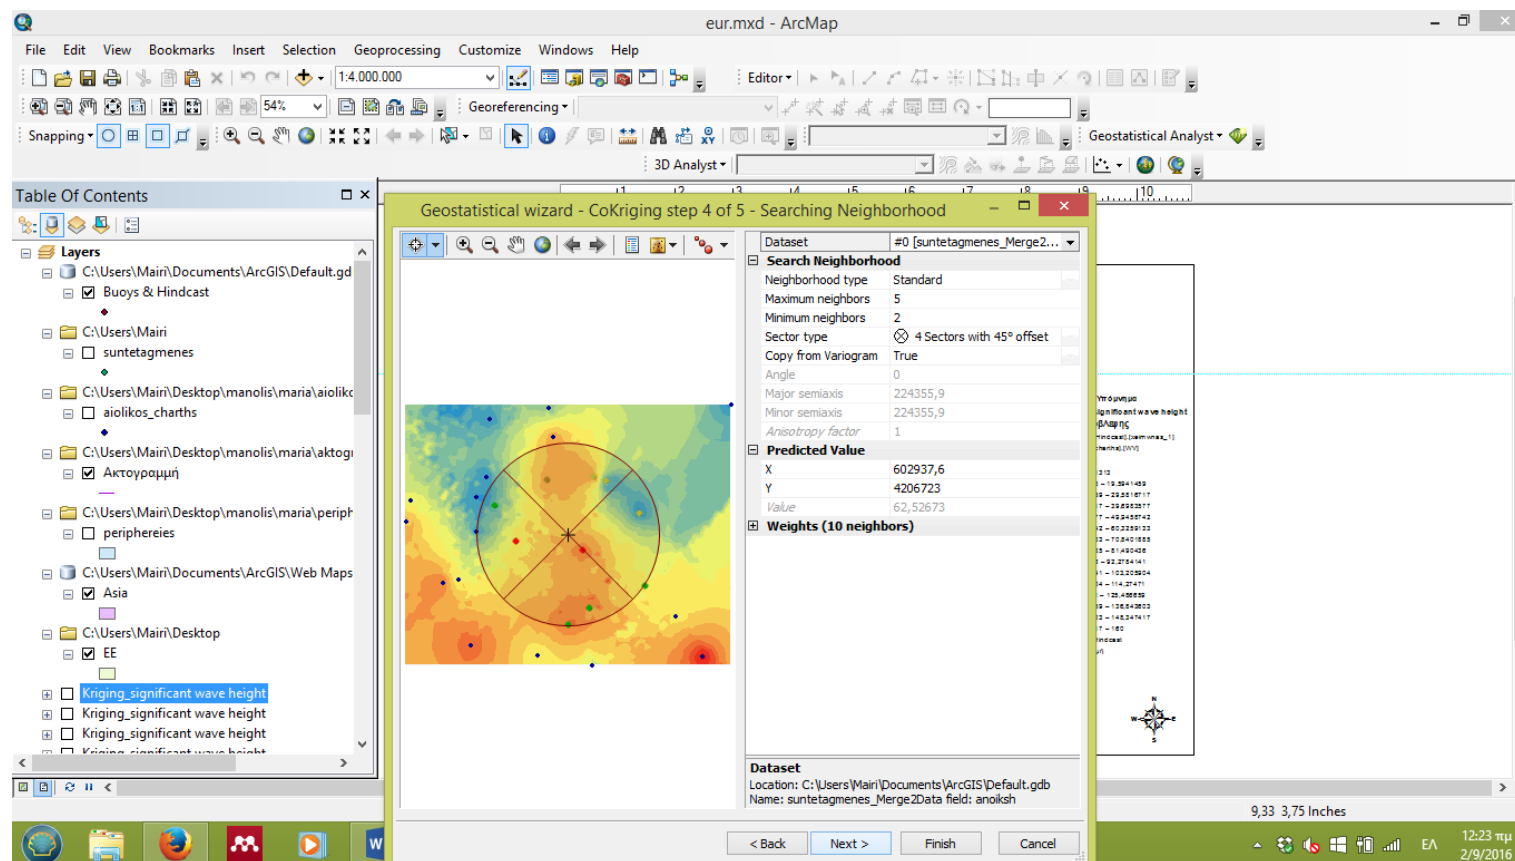 eur.mxd - ArcMap
File Edit View Bookmarks Insert Selection Geoprocessing Customize Windows Help
1:4.000.000
Editor
54%
Georeferencing
Snapping
Geostatistical Analyst
3D Analyst
Table Of Contents
Layers
C:\Users\Mairi\Documents\ArcGIS\Default.gd
Buoys & Hindcast
C:\Users\Mairi
suntetagmenes
C:\Users\Mairi\Desktop\manolis\maria\aioliko
aiolikos_charths
C:\Users\Mairi\Desktop\manolis\maria\aktog
Ακτογραμμή
C:\Users\Mairi\Desktop\manolis\maria\periph
periphereies
C:\Users\Mairi\Documents\ArcGIS\Web Maps
Asia
C:\Users\Mairi\Desktop
EE
Kriging_significant wave height
Kriging_significant wave height
Kriging_significant wave height
Kriging_significant wave height
Geostatistical wizard - CoKriging step 4 of 5 - Searching Neighborhood
Dataset #0 [suntetagmenes_Merge2...
Search Neighborhood
Neighborhood type Standard
Maximum neighbors 5
Minimum neighbors 2
Sector type 4 Sectors with 45° offset
Copy from Variogram True
Angle 0
Major semiaxis 224355,9
Minor semiaxis 224355,9
Anisotropy factor 1
Predicted Value
X 602937,6
Y 4206723
Value 62,52673
Weights (10 neighbors)
Dataset
Location: C:\Users\Mairi\Documents\ArcGIS\Default.gdb
Name: suntetagmenes_Merge2Data field: anoiksh
< Back Next > Finish Cancel
Υπόμνημα
ignificant wave height
N
W E
S
9,33 3,75 Inches
ΕΛ
12:23 πμ
2/9/2016